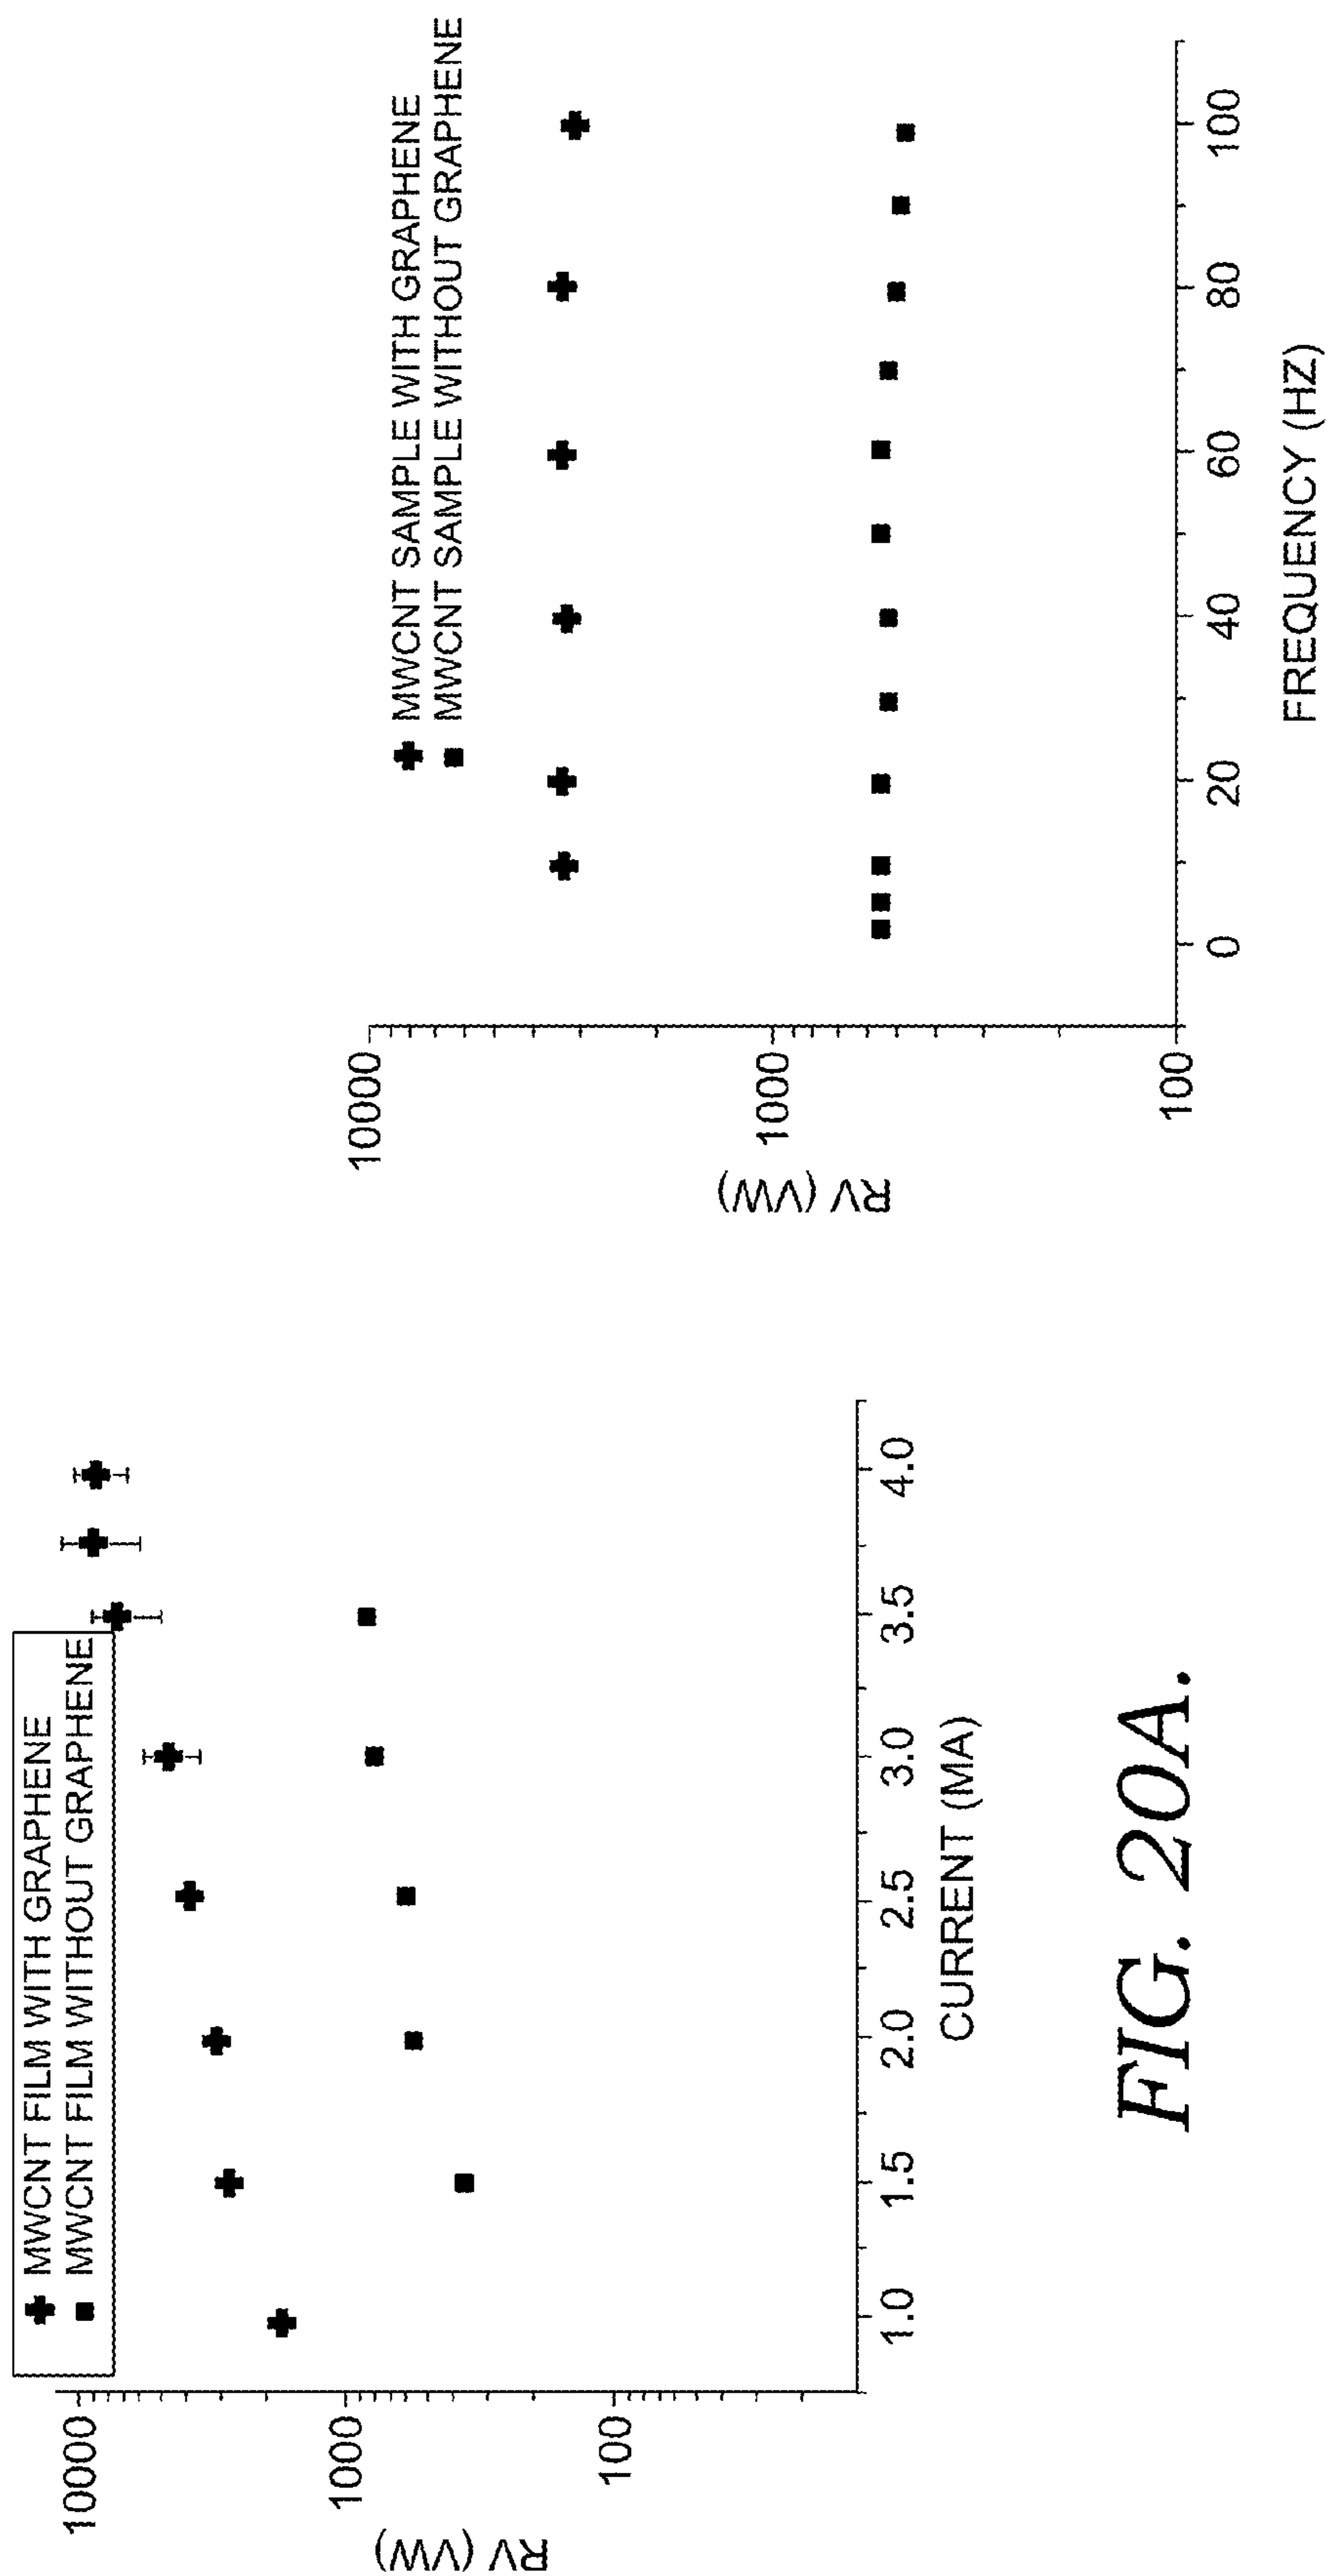 MWCNT FILM WITH GRAPHENE
MWCNT FILM WITHOUT GRAPHENE
10000
1000
100
RV (VW)
1.0 1.5 2.0 2.5 3.0 3.5 4.0
CURRENT (MA)
FIG. 20A.
MWCNT SAMPLE WITH GRAPHENE
MWCNT SAMPLE WITHOUT GRAPHENE
10000
1000
100
RV (VW)
0 20 40 60 80 100
FREQUENCY (HZ)